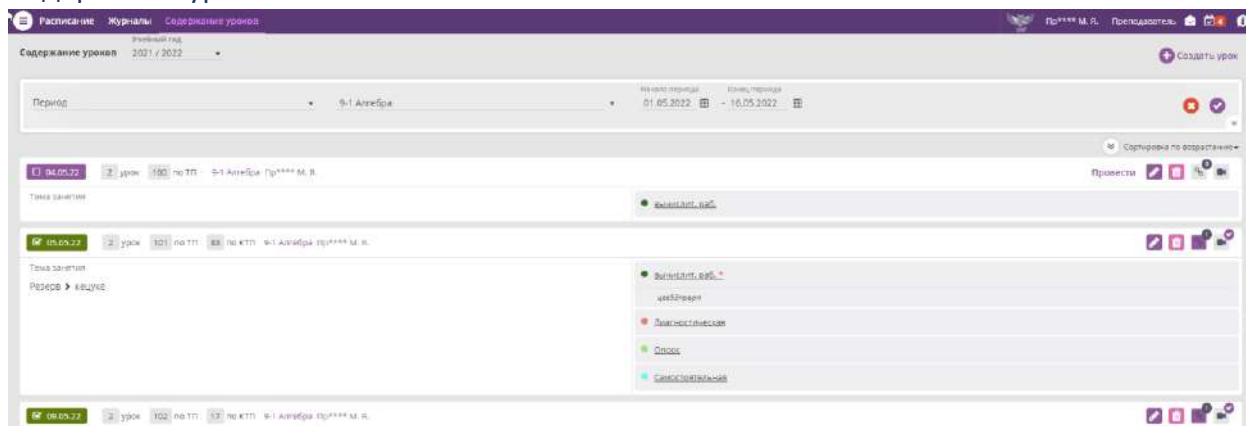 Расписание Журналы Содержание уроков Пр**** М. Я. Преподаватель
Учебный год
Содержание уроков 2021 / 2022 Создать урок
Начало периода Конец периода
Период 9-1 Алгебра 01.05.2022 - 16.05.2022
Сортировка по возрастанию
04.05.22 2 урок 100 по ТП 9-1 Алгебра Пр**** М. Я. Провести
Тема занятия
вычислит. раб.
05.05.22 2 урок 101 по ТП 88 по КТП 9-1 Алгебра Пр**** М. Я.
Тема занятия
вычислит. раб. *
Резерв > кецуке
Диагностическая
Опрос
Самостоятельная
09.05.22 2 урок 102 по ТП 17 по КТП 9-1 Алгебра Пр**** М. Я.